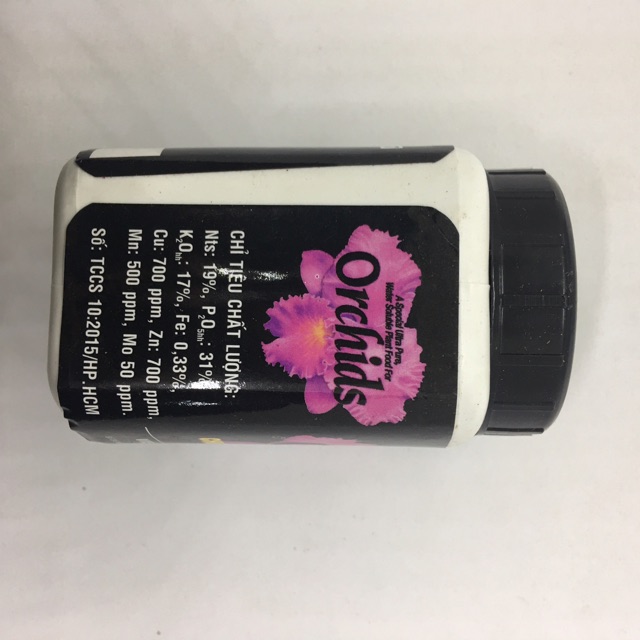 A Special Ultra Pure,
Water Soluble Plant Food For
Orchids
CHỈ TIÊU CHẤT LƯỢNG:
Nts: 19%, P₂O₅hh: 31%
K₂Ohh: 17%, Fe: 0,33%,
Cu: 700 ppm, Zn: 700 ppm,
Mn: 500 ppm, Mo 50 ppm.
Số: TCCS 10:2015/HP.HCM